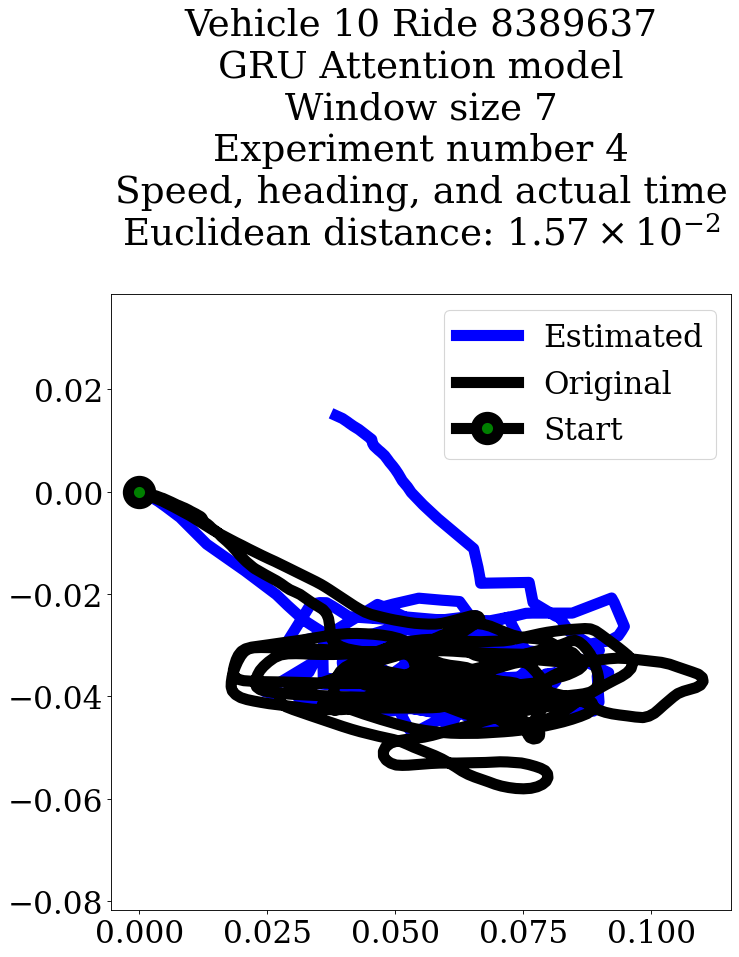 Vehicle 10 Ride 8389637
GRU Attention model
Window size 7
Experiment number 4
Speed, heading, and actual time
Euclidean distance: 1.57 × 10⁻²
Estimated
Original
Start
0.02
0.00
−0.02
−0.04
−0.06
−0.08
0.000 0.025 0.050 0.075 0.100